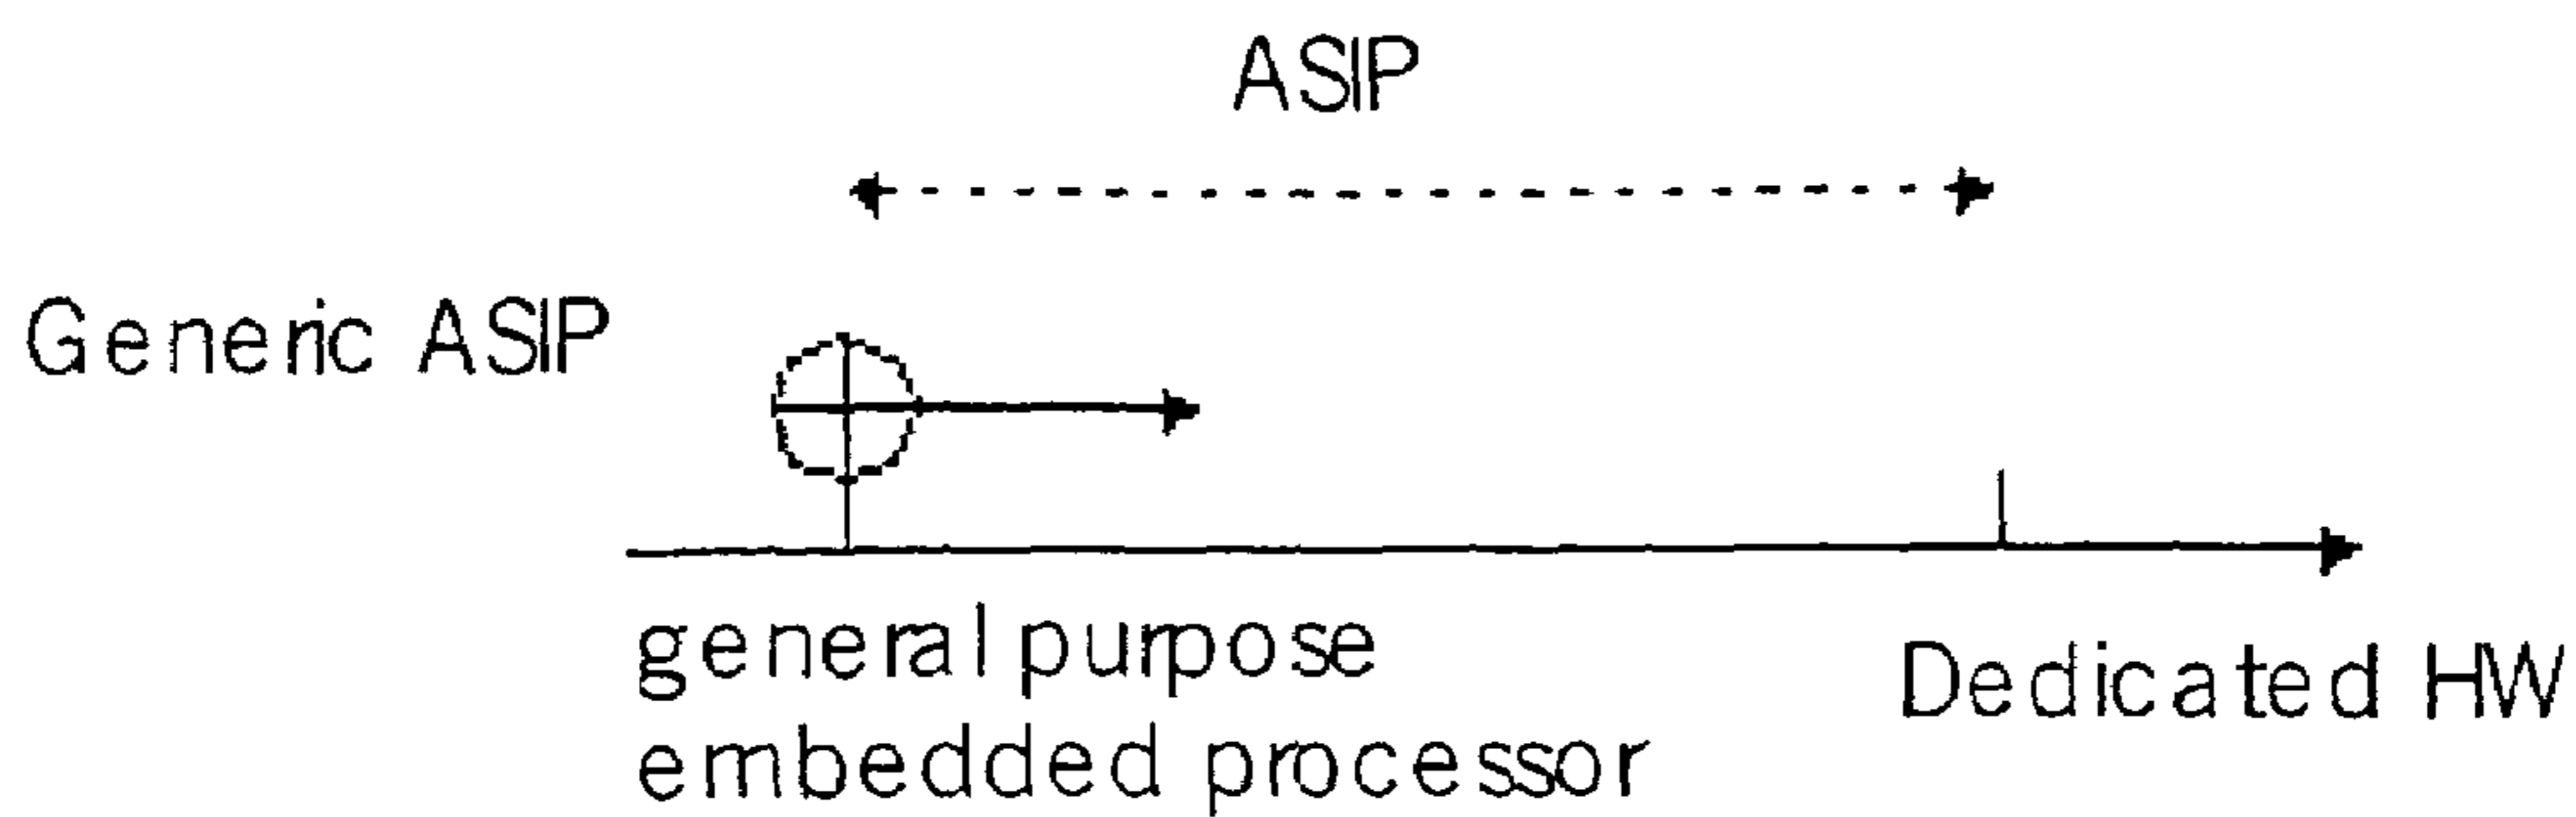 ASIP
Generic ASIP
general purpose
embedded processor
Dedicated HW